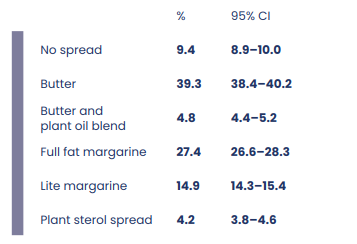 % 95% CI
No spread 9.4 8.9–10.0
Butter 39.3 38.4–40.2
Butter and
plant oil blend 4.8 4.4–5.2
Full fat margarine 27.4 26.6–28.3
Lite margarine 14.9 14.3–15.4
Plant sterol spread 4.2 3.8–4.6